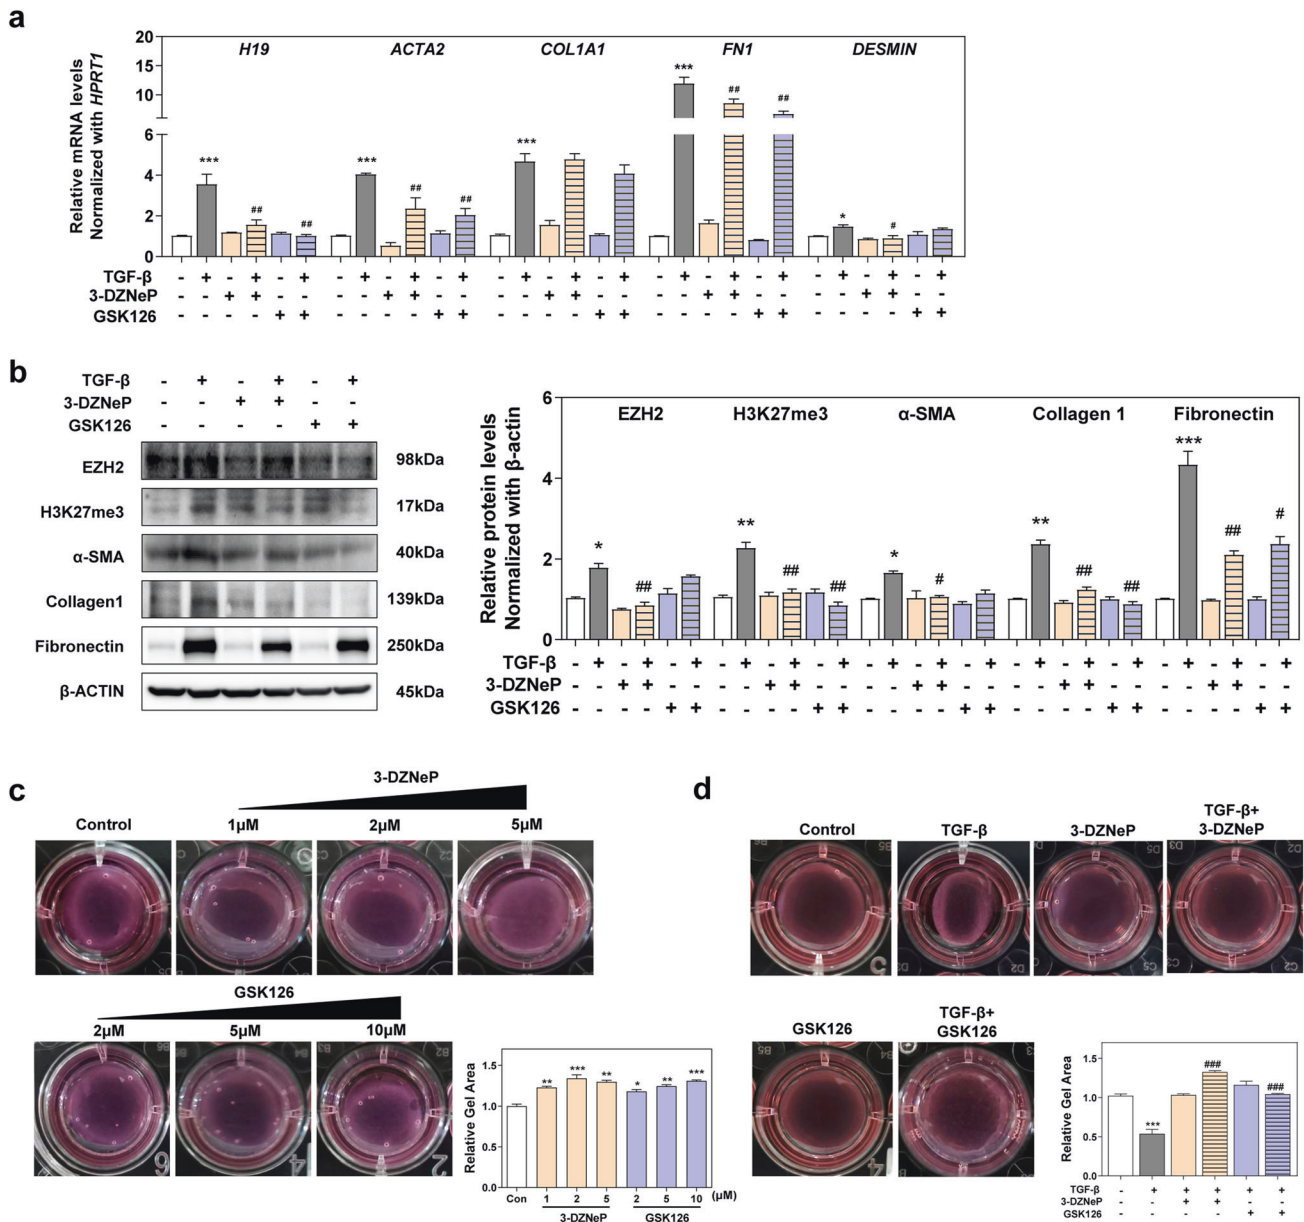 a
H19 ACTA2 COL1A1 FN1 DESMIN
Relative mRNA levels
Normalized with HPRT1
20
15
10
6
4
2
0
*** ## ## *** ## ## *** *** ## ## * #
TGF-β - + - + - + - + - + - + - + - + - + - + - + - + - + - + - +
3-DZNeP - - + + - - - - + + - - - - + + - - - - + + - - - - + + - -
GSK126 - - - - + + - - - - + + - - - - + + - - - - + + - - - - + +
b
TGF-β - + - + - +
3-DZNeP - - + + - -
GSK126 - - - - + +
EZH2 98kDa
H3K27me3 17kDa
α-SMA 40kDa
Collagen1 139kDa
Fibronectin 250kDa
β-ACTIN 45kDa
Relative protein levels
Normalized with β-actin
6
4
2
0
EZH2 H3K27me3 α-SMA Collagen 1 Fibronectin
* ## ** ## ## * # ** ## ## *** ## #
TGF-β - + - + - + - + - + - + - + - + - + - + - + - + - + - + - +
3-DZNeP - - + + - - - - + + - - - - + + - - - - + + - - - - + + - -
GSK126 - - - - + + - - - - + + - - - - + + - - - - + + - - - - + +
c
3-DZNeP
Control 1μM 2μM 5μM
GSK126
2μM 5μM 10μM
6 4 2
Relative Gel Area
1.5
1.0
0.5
0.0
** *** ** * ** ***
Con 1 2 5 2 5 10 (μM)
3-DZNeP GSK126
d
Control TGF-β 3-DZNeP TGF-β+
3-DZNeP
GSK126 TGF-β+
GSK126
Relative Gel Area
1.5
1.0
0.5
0.0
*** ### ###
TGF-β - + + + + +
3-DZNeP - - + + - -
GSK126 - - - - + +